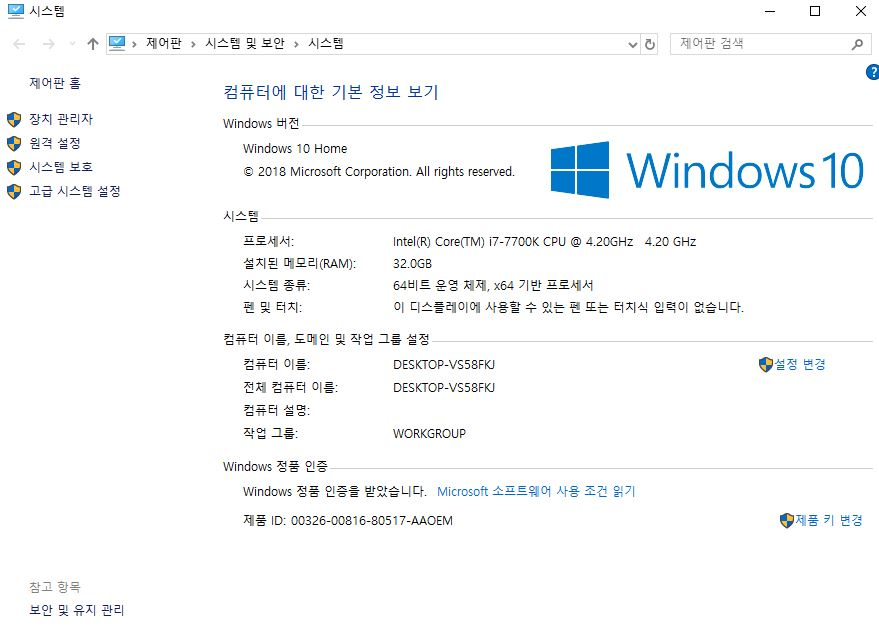 시스템
제어판 > 시스템 및 보안 > 시스템
제어판 검색
?
제어판 홈
장치 관리자
원격 설정
시스템 보호
고급 시스템 설정
컴퓨터에 대한 기본 정보 보기
Windows 버전
Windows 10 Home
© 2018 Microsoft Corporation. All rights reserved.
Windows 10
시스템
프로세서: Intel(R) Core(TM) i7-7700K CPU @ 4.20GHz 4.20 GHz
설치된 메모리(RAM): 32.0GB
시스템 종류: 64비트 운영 체제, x64 기반 프로세서
펜 및 터치: 이 디스플레이에 사용할 수 있는 펜 또는 터치식 입력이 없습니다.
컴퓨터 이름, 도메인 및 작업 그룹 설정
컴퓨터 이름: DESKTOP-VS58FKJ 설정 변경
전체 컴퓨터 이름: DESKTOP-VS58FKJ
컴퓨터 설명:
작업 그룹: WORKGROUP
Windows 정품 인증
Windows 정품 인증을 받았습니다. Microsoft 소프트웨어 사용 조건 읽기
제품 ID: 00326-00816-80517-AAOEM 제품 키 변경
참고 항목
보안 및 유지 관리